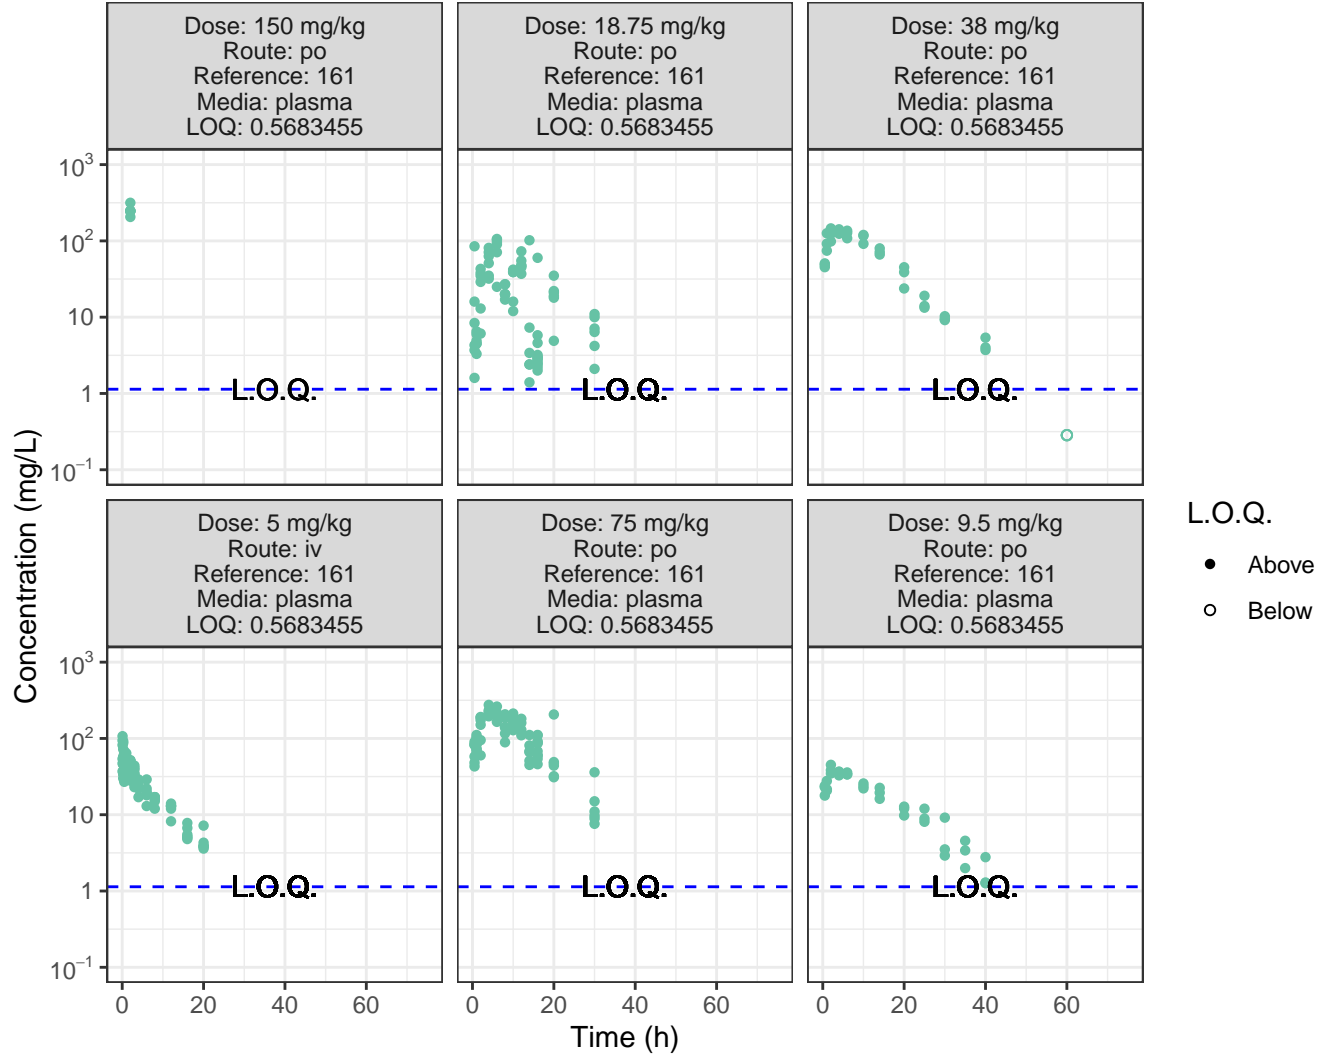 Dose: 150 mg/kg
Route: po
Reference: 161
Media: plasma
LOQ: 0.5683455
Dose: 18.75 mg/kg
Route: po
Reference: 161
Media: plasma
LOQ: 0.5683455
Dose: 38 mg/kg
Route: po
Reference: 161
Media: plasma
LOQ: 0.5683455
10³
10²
10
1
10⁻¹
L.O.Q.
L.O.Q.
L.O.Q.
Dose: 5 mg/kg
Route: iv
Reference: 161
Media: plasma
LOQ: 0.5683455
Dose: 75 mg/kg
Route: po
Reference: 161
Media: plasma
LOQ: 0.5683455
Dose: 9.5 mg/kg
Route: po
Reference: 161
Media: plasma
LOQ: 0.5683455
10³
10²
10
1
10⁻¹
L.O.Q.
L.O.Q.
L.O.Q.
0 20 40 60
0 20 40 60
0 20 40 60
Time (h)
Concentration (mg/L)
L.O.Q.
Above
Below